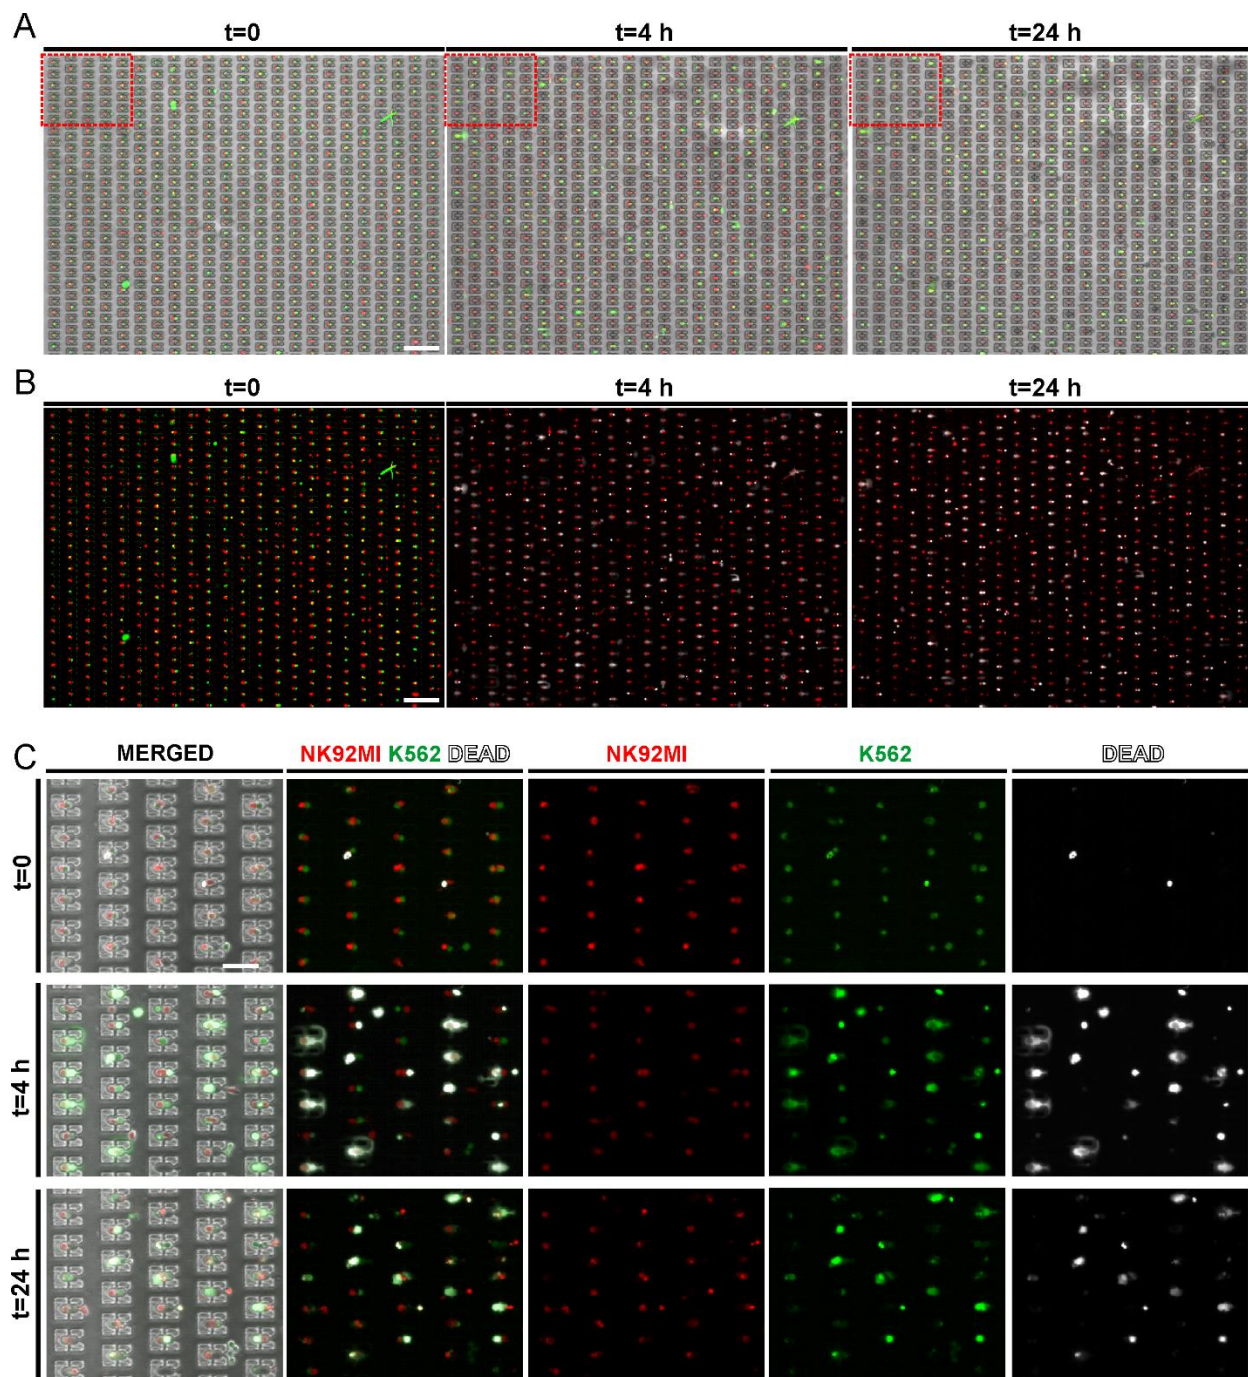 A
t=0 t=4 h t=24 h
B
t=0 t=4 h t=24 h
C
MERGED NK92MI K562 DEAD NK92MI K562 DEAD
t=0
t=4 h
t=24 h